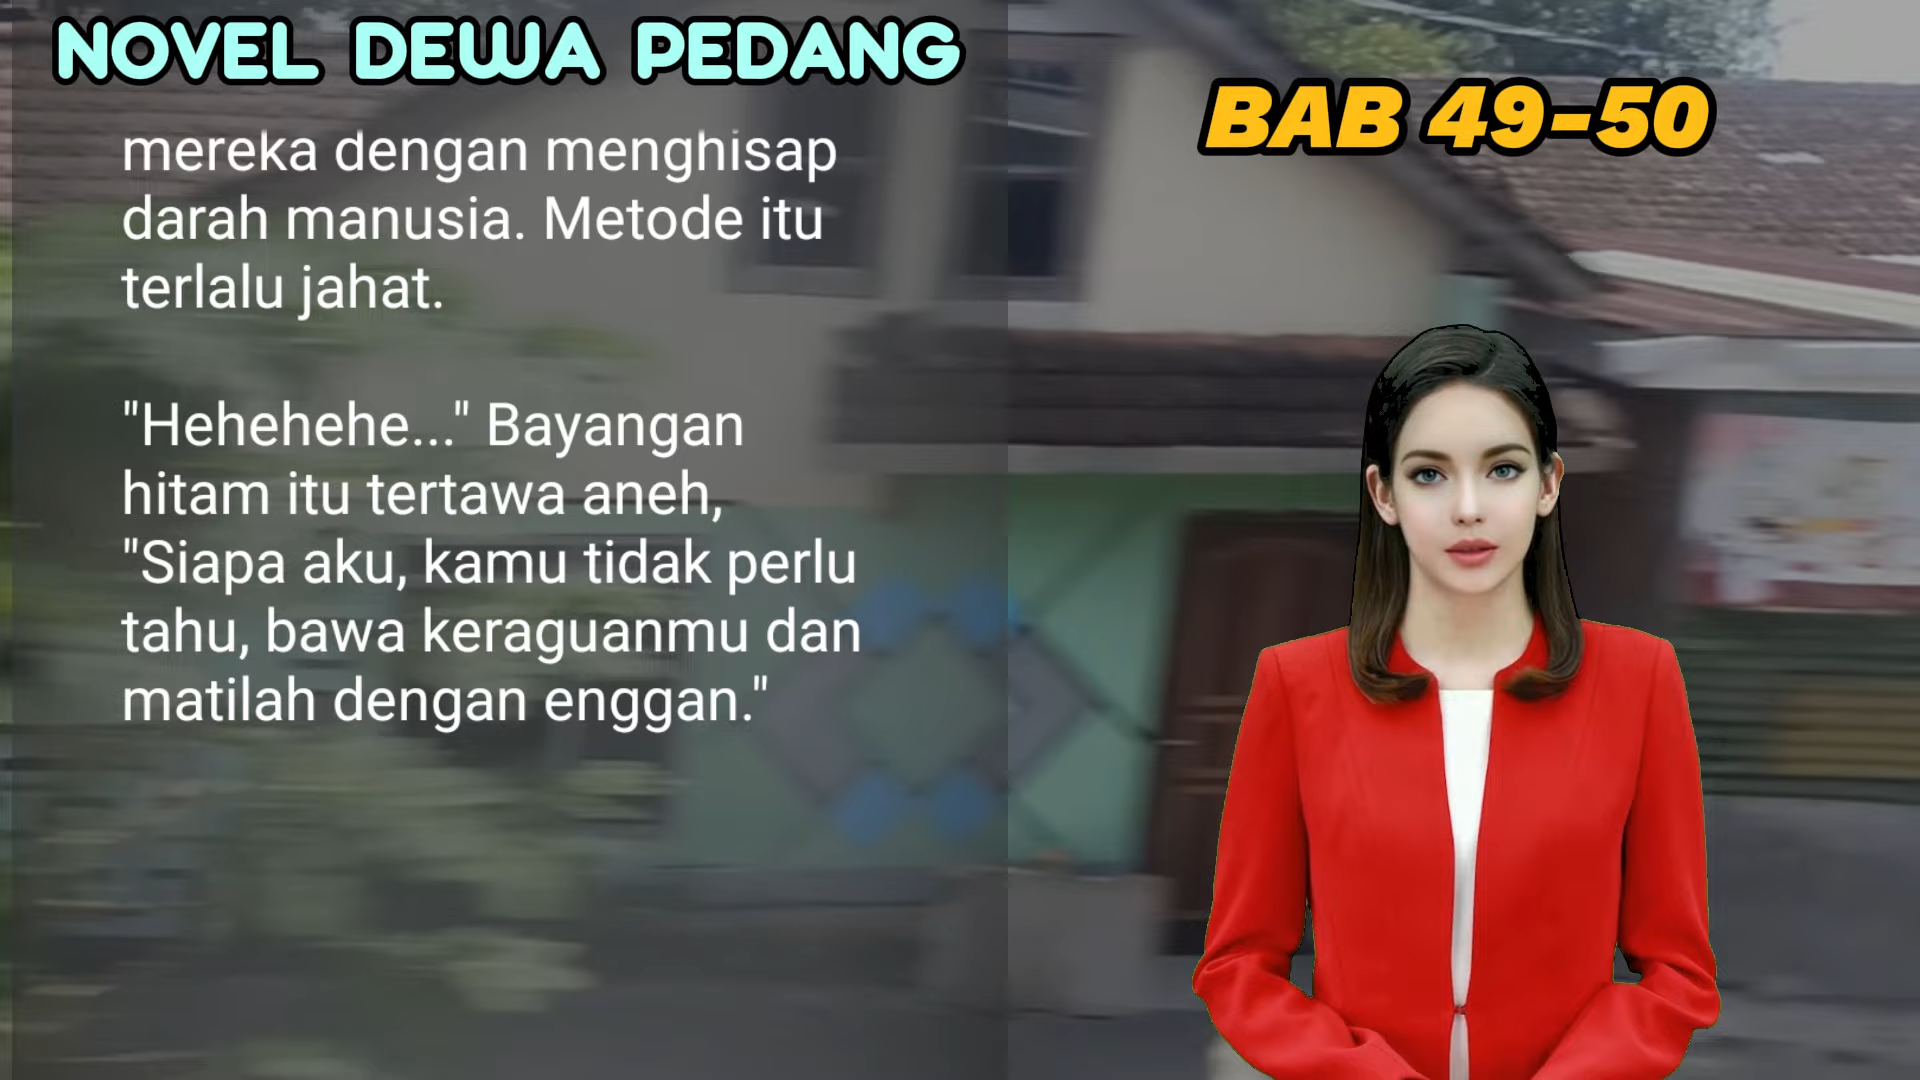 NOVEL DEWA PEDANG
BAB 49-50
mereka dengan menghisap
darah manusia. Metode itu
terlalu jahat.
"Hehehehe..." Bayangan
hitam itu tertawa aneh,
"Siapa aku, kamu tidak perlu
tahu, bawa keraguanmu dan
matilah dengan enggan."